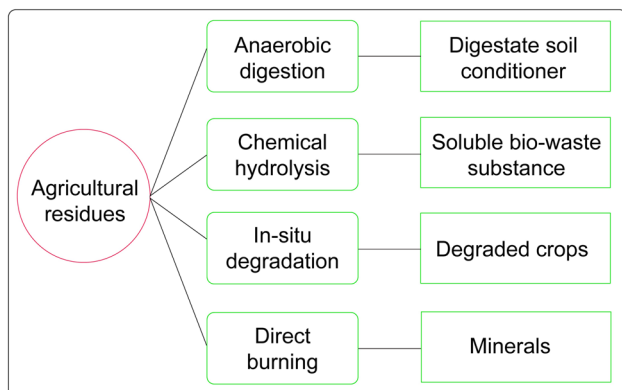 Agricultural
residues
Anaerobic
digestion
Digestate soil
conditioner
Chemical
hydrolysis
Soluble bio-waste
substance
In-situ
degradation
Degraded crops
Direct
burning
Minerals